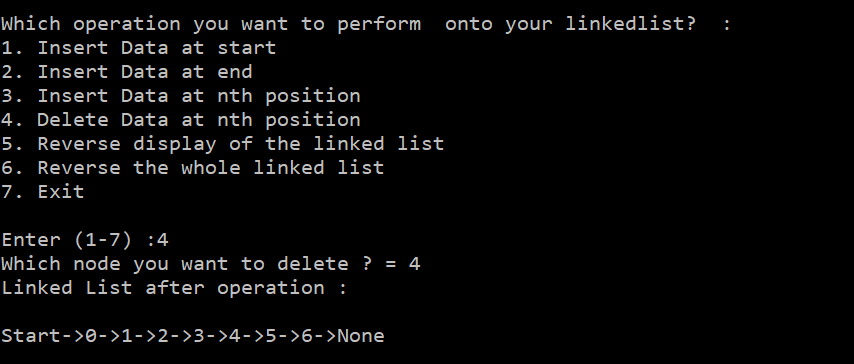 Which operation you want to perform  onto your linkedlist?  :
1. Insert Data at start
2. Insert Data at end
3. Insert Data at nth position
4. Delete Data at nth position
5. Reverse display of the linked list
6. Reverse the whole linked list
7. Exit
Enter (1-7) :4
Which node you want to delete ? = 4
Linked List after operation :
Start->0->1->2->3->4->5->6->None